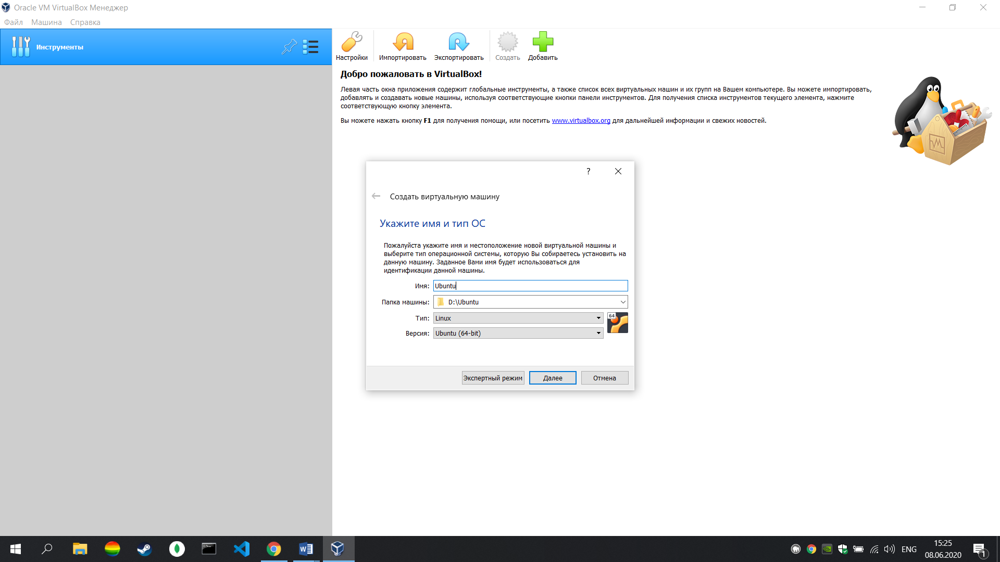 Oracle VM VirtualBox Менеджер
Файл Машина Справка
Инструменты
Настройки Импортировать Экспортировать Создать Добавить
Добро пожаловать в VirtualBox!
Левая часть окна приложения содержит глобальные инструменты, а также список всех виртуальных машин и их групп на Вашем компьютере. Вы можете импортировать,
добавлять и создавать новые машины, используя соответствующие кнопки панели инструментов. Для получения списка инструментов текущего элемента, нажмите
соответствующую кнопку элемента.
Вы можете нажать кнопку F1 для получения помощи, или посетить www.virtualbox.org для дальнейшей информации и свежих новостей.
?
Создать виртуальную машину
Укажите имя и тип ОС
Пожалуйста укажите имя и местоположение новой виртуальной машины и
выберите тип операционной системы, которую Вы собираетесь установить на
данную машину. Заданное Вами имя будет использоваться для
идентификации данной машины.
Имя: Ubuntu
Папка машины: D:\Ubuntu
Тип: Linux
64
Версия: Ubuntu (64-bit)
Экспертный режим Далее Отмена
ENG
15:25
08.06.2020
1